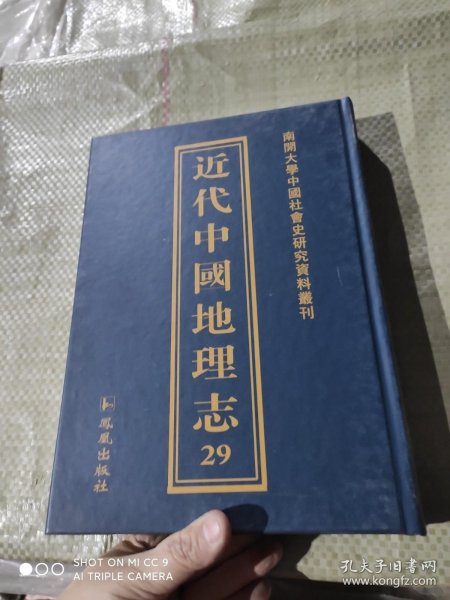 南開大學中國社會史研究資料叢刊
近代中國地理志
29
鳳凰出版社
SHOT ON MI CC 9
AI TRIPLE CAMERA
孔夫子旧书网
www.kongfz.com